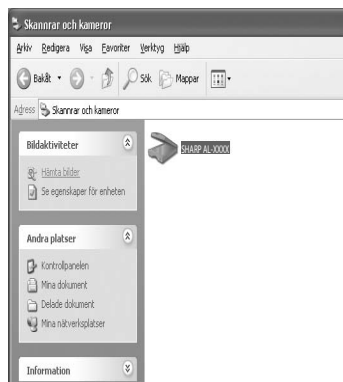 Skannrar och kameror
Arkiv Redigera Visa Favoriter Verktyg Hjälp
Bakåt Sök Mappar
Adress Skannrar och kameror
Bildaktiviteter
Hämta bilder
Se egenskaper för enheten
SHARP AL-XXXX
Andra platser
Kontrollpanelen
Mina dokument
Delade dokument
Mina nätverksplatser
Information